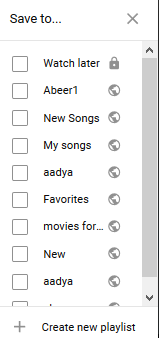 Save to...
Watch later
Abeer1
New Songs
My songs
aadya
Favorites
movies for...
New
aadya
Create new playlist